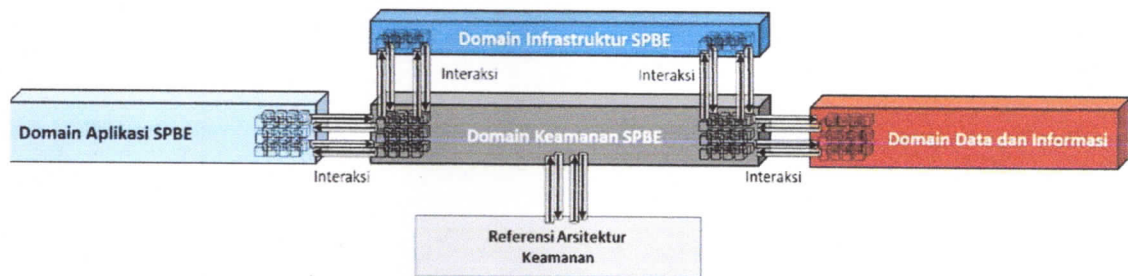 Domain Infrastruktur SPBE
Interaksi
Interaksi
Domain Aplikasi SPBE
Domain Keamanan SPBE
Domain Data dan Informasi
Interaksi
Interaksi
Referensi Arsitektur
Keamanan